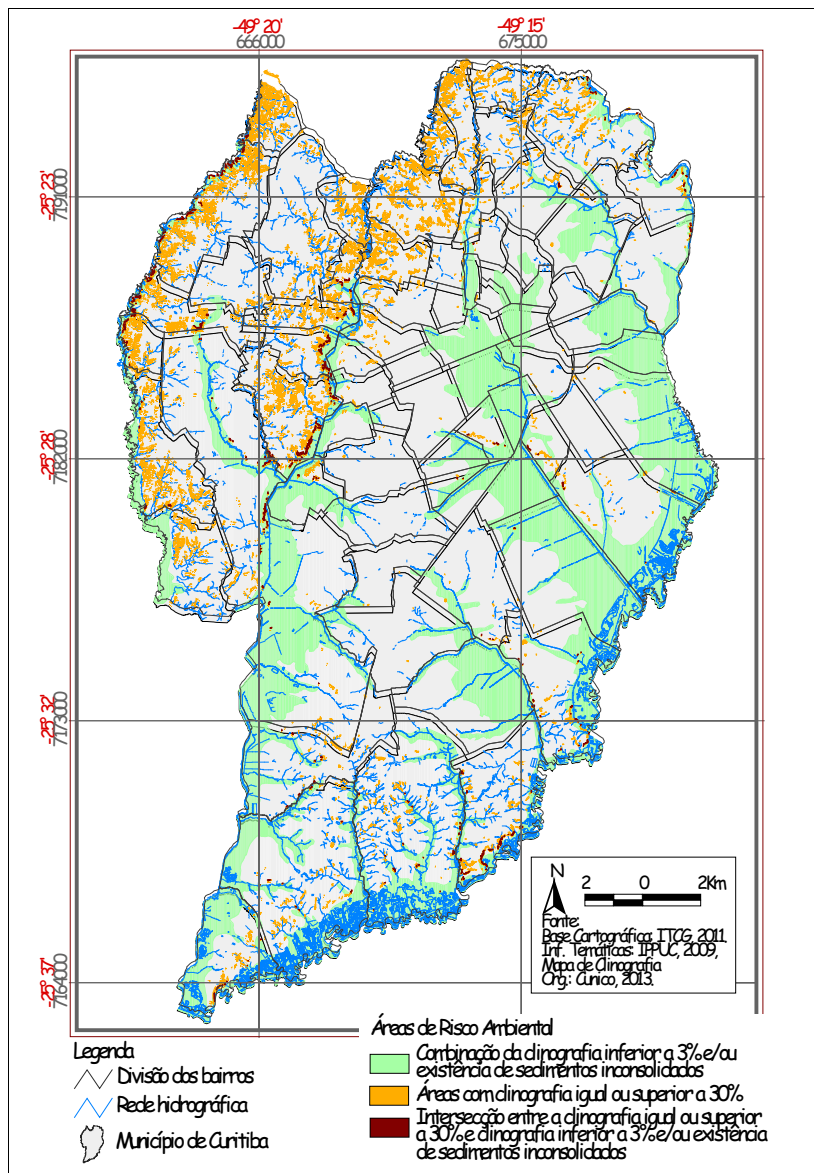 -49° 20'
-49° 15'
666000
675000
-25° 23'
-25° 28'
7182000
-25° 32'
7173000
-25° 37'
7164000
N
2 0 2Km
Fonte:
Base Cartográfica: ITCG, 2011.
Inf. Temáticas: IPPUC, 2009,
Mapa de Clinografia
Org.: Cunico, 2013.
Legenda
Divisão dos bairros
Rede hidrográfica
Município de Curitiba
Áreas de Risco Ambiental
Combinação da clinografia inferior a 3% e/ou
existência de sedimentos inconsolidados
Áreas com clinografia igual ou superior a 30%
Intersecção entre a clinografia igual ou superior
a 30% e clinografia inferior a 3% e/ou existência
de sedimentos inconsolidados